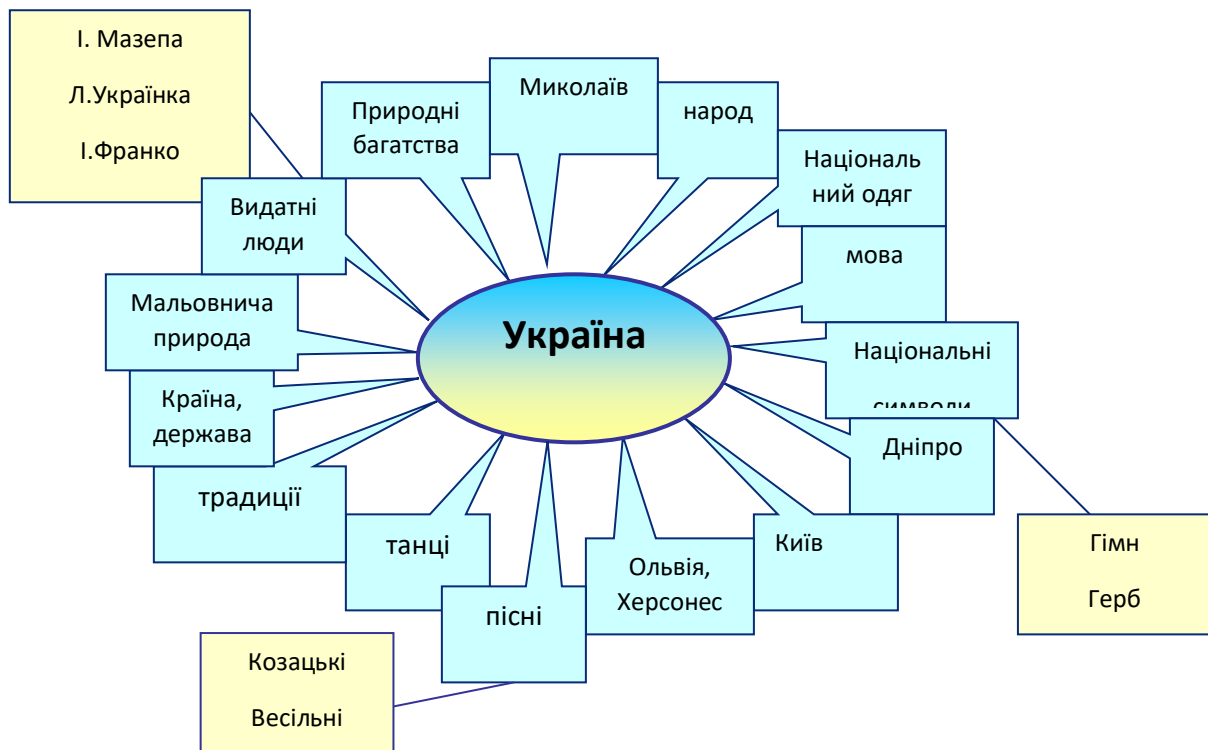 І. Мазепа
Л.Українка
І.Франко
Природні
багатства
Миколаїв
народ
Національ
ний одяг
Видатні
люди
мова
Мальовнича
природа
Україна
Національні
символи
Країна,
держава
Дніпро
традиції
танці
пісні
Ольвія,
Херсонес
Київ
Гімн
Герб
Козацькі
Весільні